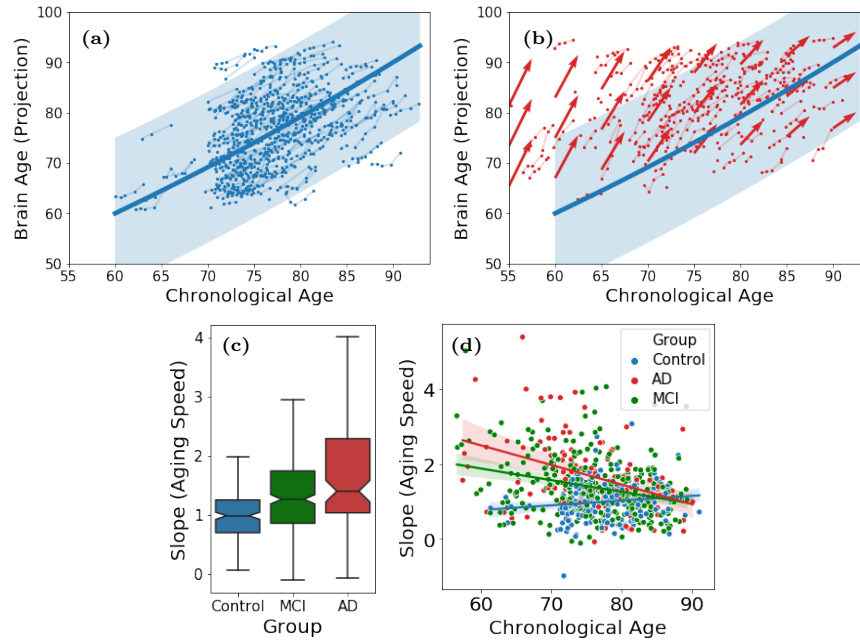 (a)
100
90
80
70
60
50
Brain Age (Projection)
55 60 65 70 75 80 85 90
Chronological Age
(b)
100
90
80
70
60
50
Brain Age (Projection)
55 60 65 70 75 80 85 90
Chronological Age
(c)
4
3
2
1
0
Slope (Aging Speed)
Control MCI AD
Group
(d)
Group
Control
AD
MCI
4
2
0
Slope (Aging Speed)
60 70 80 90
Chronological Age